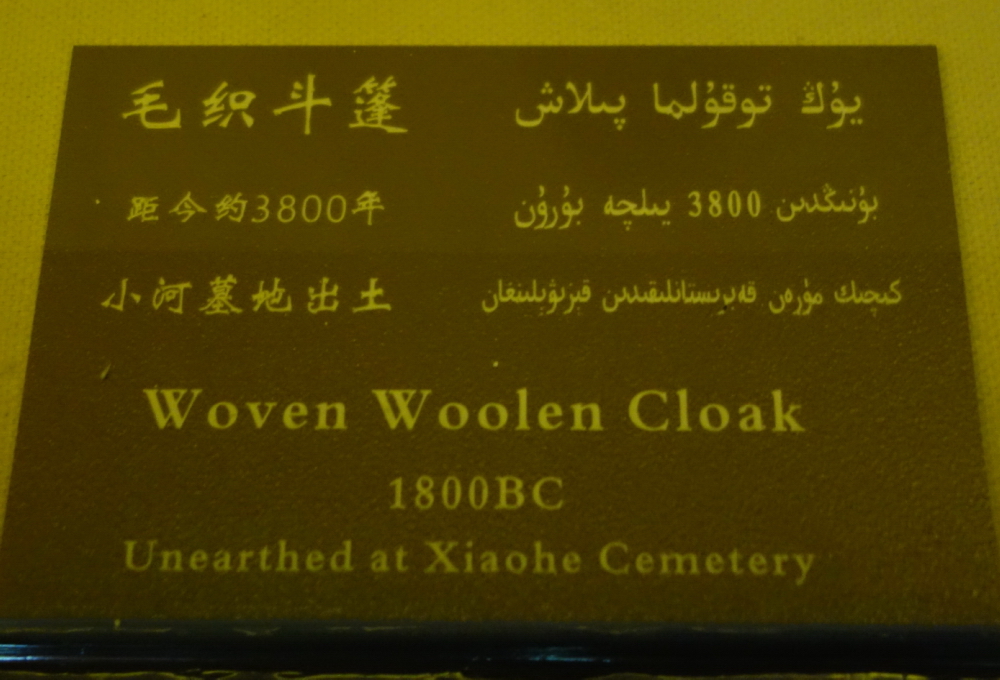 毛织斗篷
يۇڭ توقۇلما پىلاش
距今约3800年
بۇنىڭدىن 3800 يىلچە بۇرۇن
小河墓地出土
كىچىك مۇرەن قەبرىستانلىقىدىن قېزىۋېلىنغان
Woven Woolen Cloak
1800BC
Unearthed at Xiaohe Cemetery